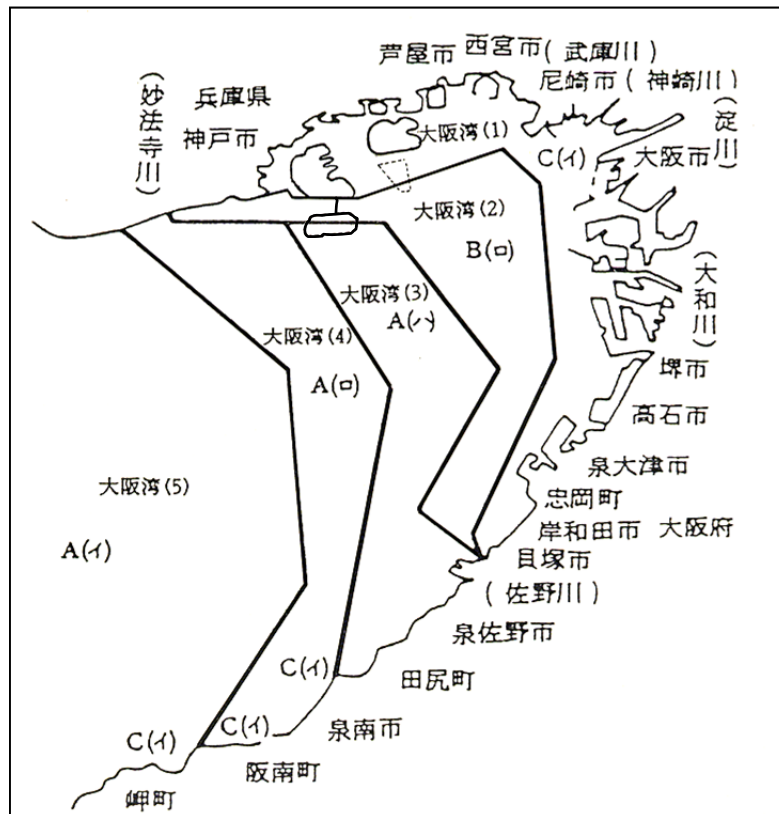 芦屋市 西宮市(武庫川)
尼崎市(神崎川)
(妙法寺川)
兵庫県
神戸市
大阪湾(1)
C(イ)
大阪市
(淀川)
大阪湾(2)
B(ロ)
(大和川)
大阪湾(3)
A(ハ)
大阪湾(4)
A(ロ)
堺市
高石市
大阪湾(5)
泉大津市
忠岡町
岸和田市 大阪府
A(イ)
貝塚市
(佐野川)
泉佐野市
C(イ)
田尻町
C(イ)
泉南市
C(イ)
阪南町
岬町